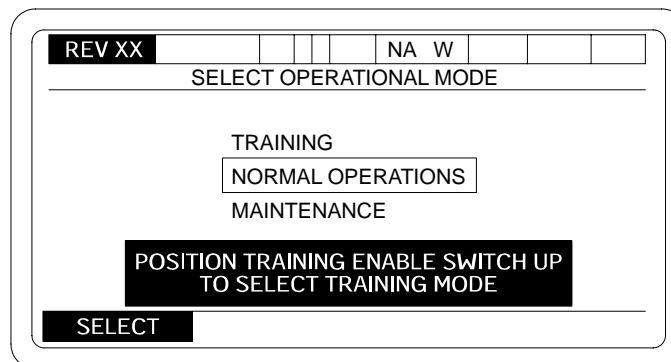 REV XX NA W
SELECT OPERATIONAL MODE
TRAINING
NORMAL OPERATIONS
MAINTENANCE
POSITION TRAINING ENABLE SWITCH UP
TO SELECT TRAINING MODE
SELECT